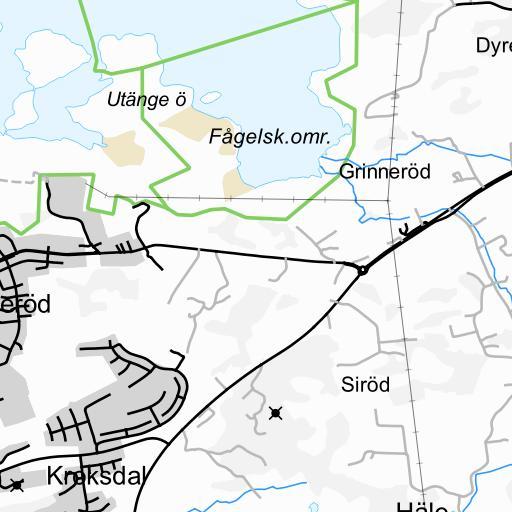 Dyre
Utänge ö
Fågelsk.omr.
Grinneröd
eröd
Siröd
Kroksdal
Häle